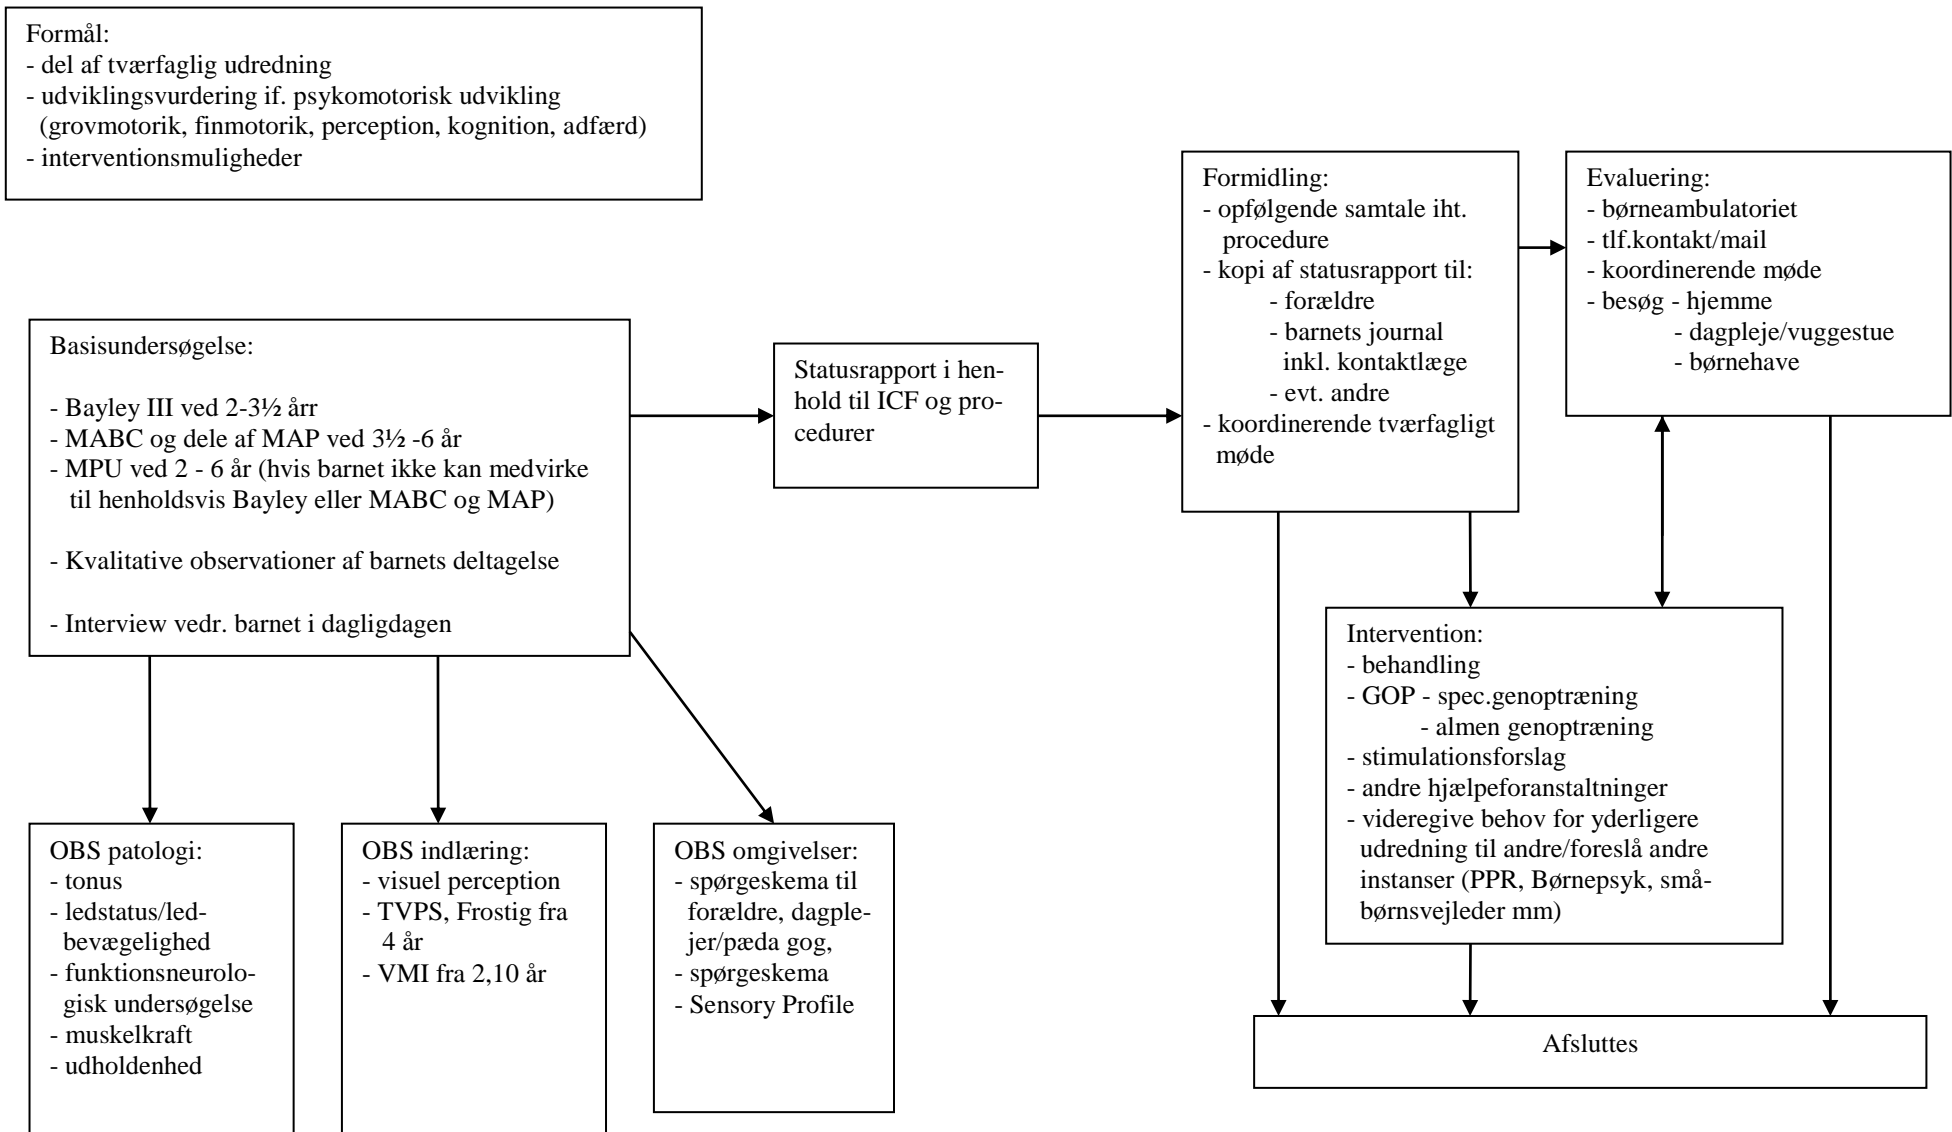 Formål:
- del af tværfaglig udredning
- udviklingsvurdering if. psykomotorisk udvikling
(grovmotorik, finmotorik, perception, kognition, adfærd)
- interventionsmuligheder
Basisundersøgelse:
- Bayley III ved 2-3½ årr
- MABC og dele af MAP ved 3½ -6 år
- MPU ved 2 - 6 år (hvis barnet ikke kan medvirke
til henholdsvis Bayley eller MABC og MAP)
- Kvalitative observationer af barnets deltagelse
- Interview vedr. barnet i dagligdagen
Statusrapport i hen-
hold til ICF og pro-
cedurer
Formidling:
- opfølgende samtale iht.
procedure
- kopi af statusrapport til:
- forældre
- barnets journal
inkl. kontaktlæge
- evt. andre
- koordinerende tværfagligt
møde
Evaluering:
- børneambulatoriet
- tlf.kontakt/mail
- koordinerende møde
- besøg - hjemme
- dagpleje/vuggestue
- børnehave
Intervention:
- behandling
- GOP - spec.genoptræning
- almen genoptræning
- stimulationsforslag
- andre hjælpeforanstaltninger
- videregive behov for yderligere
udredning til andre/foreslå andre
instanser (PPR, Børnepsyk, små-
børnsvejleder mm)
OBS patologi:
- tonus
- ledstatus/led-
bevægelighed
- funktionsneurolo-
gisk undersøgelse
- muskelkraft
- udholdenhed
OBS indlæring:
- visuel perception
- TVPS, Frostig fra
4 år
- VMI fra 2,10 år
OBS omgivelser:
- spørgeskema til
forældre, dagple-
jer/pæda gog,
- spørgeskema
- Sensory Profile
Afsluttes